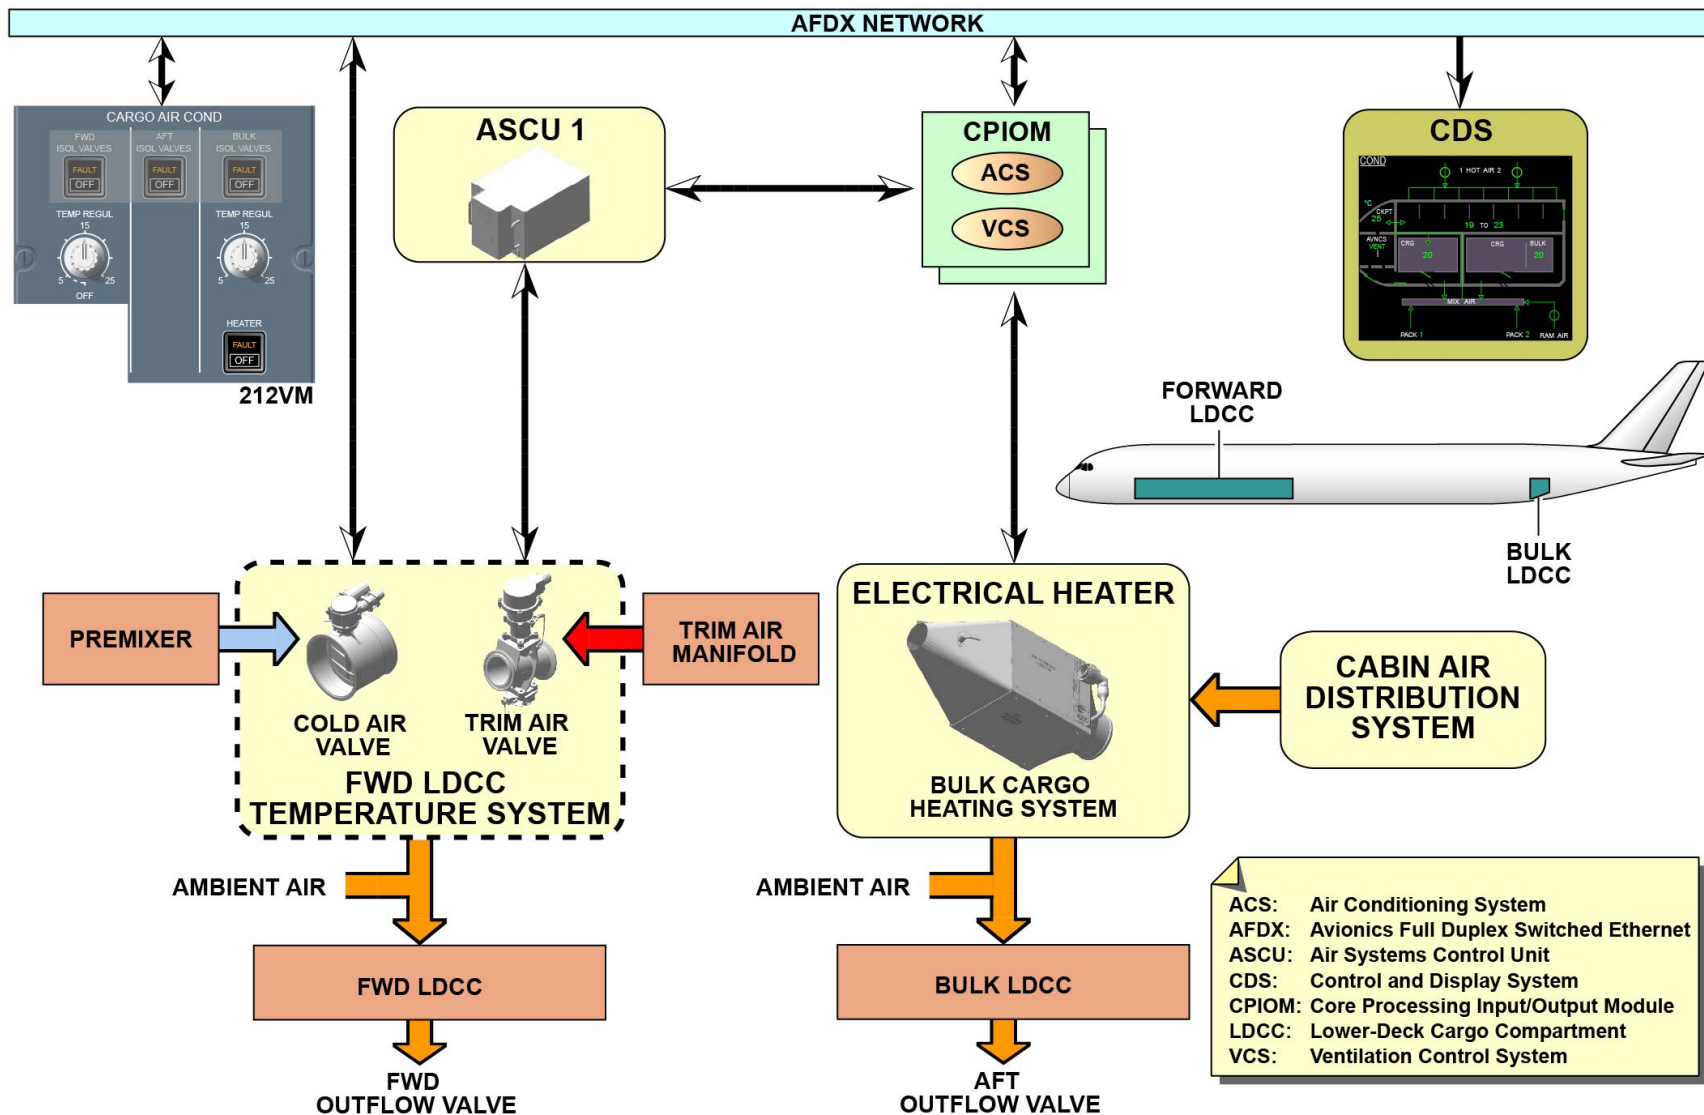 AFDX NETWORK
CARGO AIR COND
FWD
ISOL VALVES
AFT
ISOL VALVES
BULK
ISOL VALVES
FAULT
OFF
FAULT
OFF
FAULT
OFF
TEMP REGUL
15
5
25
OFF
TEMP REGUL
15
5
25
HEATER
FAULT
OFF
212VM
ASCU 1
CPIOM
ACS
VCS
CDS
COND
1 HOT AIR 2
°C
CKPT
25
19 TO 23
AVNCS
VENT
CRG
20
CRG
BULK
20
MIX AIR
PACK 1
PACK 2
RAM AIR
FORWARD
LDCC
BULK
LDCC
PREMIXER
COLD AIR
VALVE
TRIM AIR
VALVE
FWD LDCC
TEMPERATURE SYSTEM
TRIM AIR
MANIFOLD
ELECTRICAL HEATER
BULK CARGO
HEATING SYSTEM
CABIN AIR
DISTRIBUTION
SYSTEM
AMBIENT AIR
FWD LDCC
FWD
OUTFLOW VALVE
AMBIENT AIR
BULK LDCC
AFT
OUTFLOW VALVE
ACS: Air Conditioning System
AFDX: Avionics Full Duplex Switched Ethernet
ASCU: Air Systems Control Unit
CDS: Control and Display System
CPIOM: Core Processing Input/Output Module
LDCC: Lower-Deck Cargo Compartment
VCS: Ventilation Control System